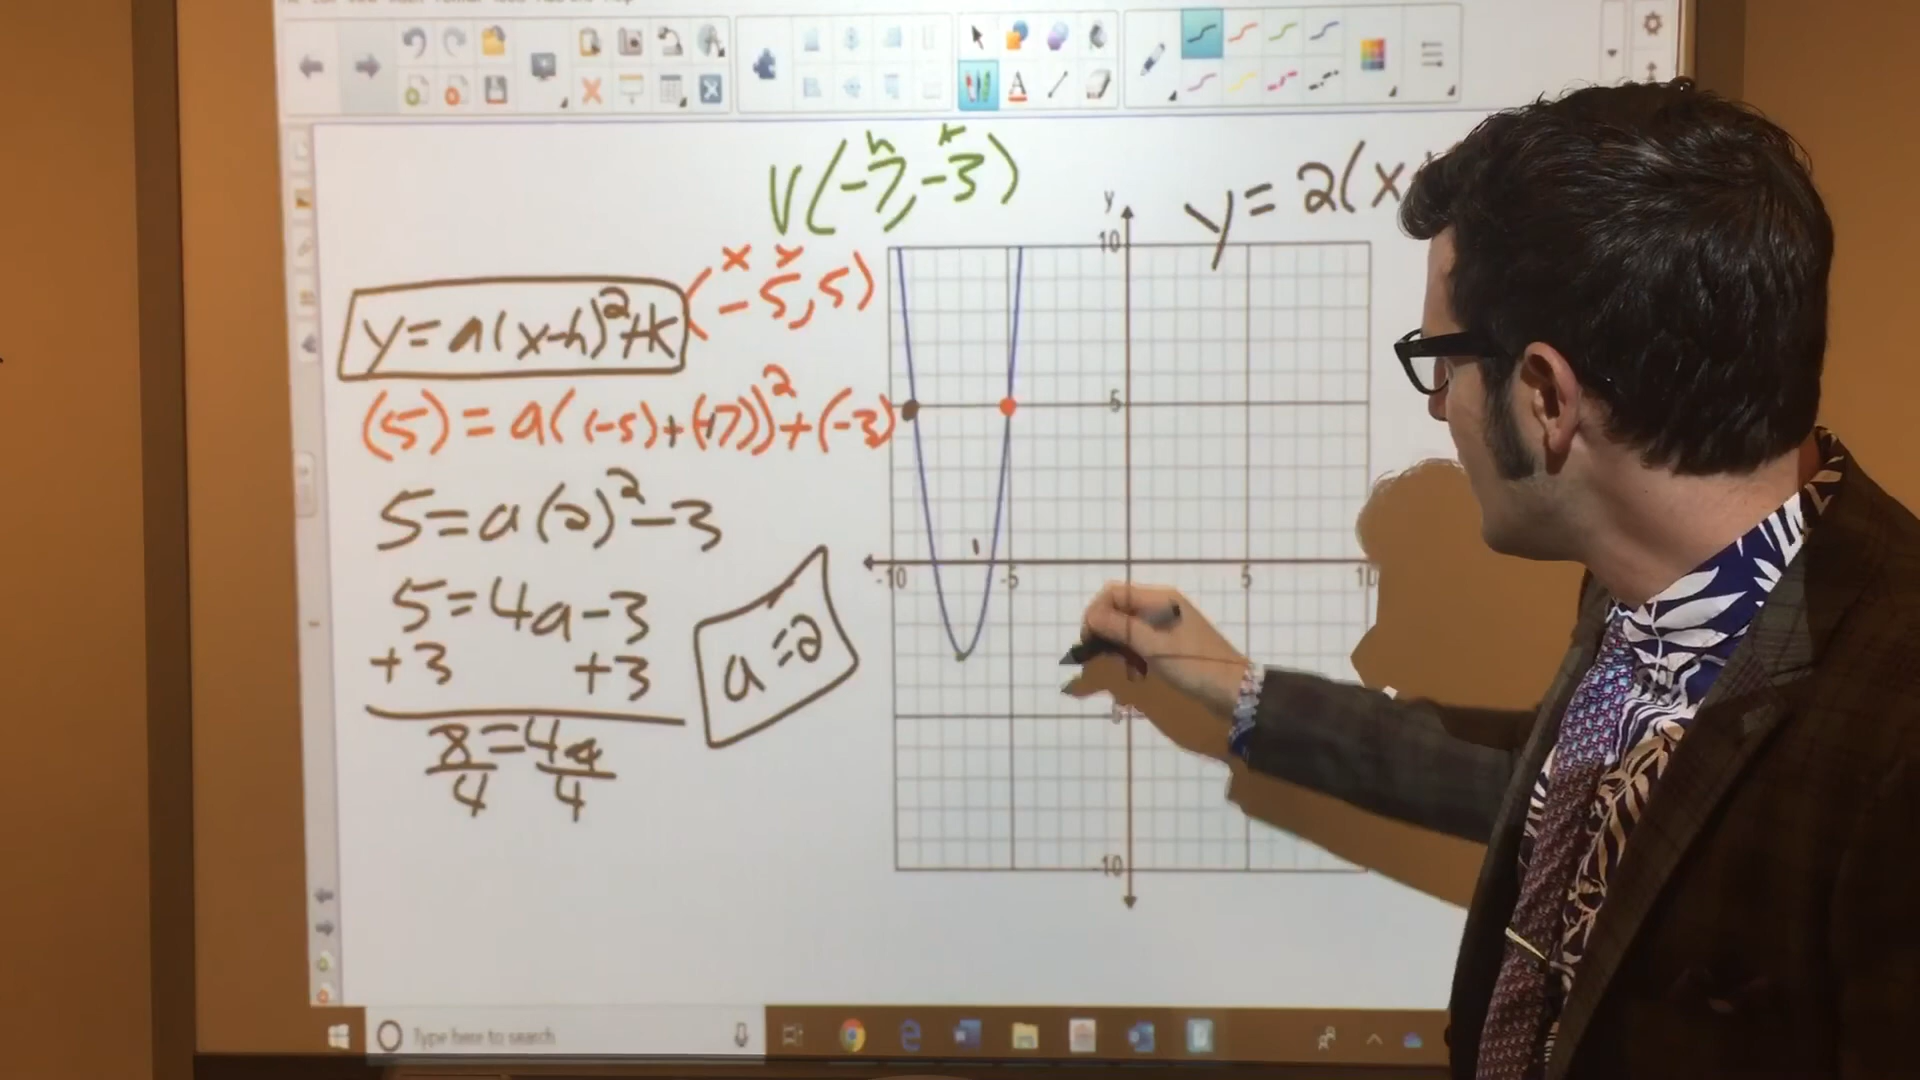 h k
V(-7,-3)
y=2(x
x y
(-5,5)
y=a(x-h)²+k
(5)=a((-5)+(+7))²+(-3)
5=a(2)²-3
5=4a-3
+3 +3
8=4a
4 4
a=2
y
10
5
-10 -5 5 10
-10
Type here to search